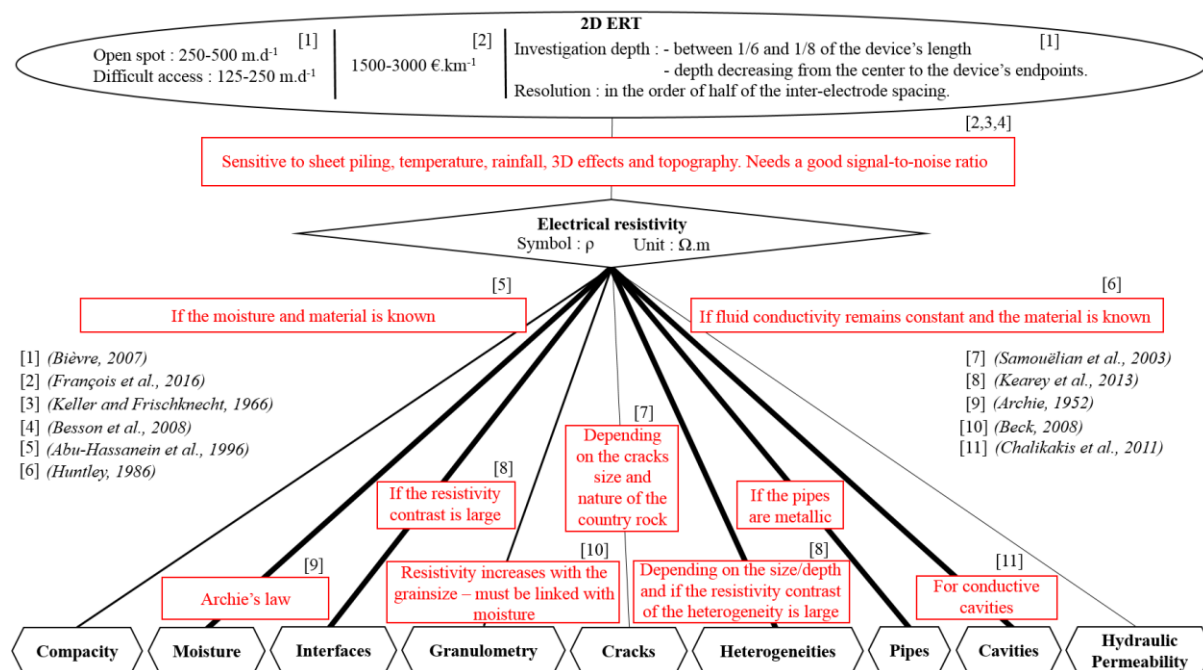 2D ERT
Open spot : 250-500 m.d⁻¹
Difficult access : 125-250 m.d⁻¹
[1]
1500-3000 €.km⁻¹
[2]
Investigation depth : - between 1/6 and 1/8 of the device's length
- depth decreasing from the center to the device's endpoints.
Resolution : in the order of half of the inter-electrode spacing.
[1]
[2,3,4]
Sensitive to sheet piling, temperature, rainfall, 3D effects and topography. Needs a good signal-to-noise ratio
Electrical resistivity
Symbol : ρ Unit : Ω.m
[5]
If the moisture and material is known
[6]
If fluid conductivity remains constant and the material is known
[1] (Bièvre, 2007)
[2] (François et al., 2016)
[3] (Keller and Frischknecht, 1966)
[4] (Besson et al., 2008)
[5] (Abu-Hassanein et al., 1996)
[6] (Huntley, 1986)
[7] (Samouëlian et al., 2003)
[8] (Kearey et al., 2013)
[9] (Archie, 1952)
[10] (Beck, 2008)
[11] (Chalikakis et al., 2011)
[8]
If the resistivity
contrast is large
[7]
Depending
on the cracks
size and
nature of the
country rock
If the pipes
are metallic
[9]
Archie's law
[10]
Resistivity increases with the
grainsize – must be linked with
moisture
[8]
Depending on the size/depth
and if the resistivity contrast
of the heterogeneity is large
[11]
For conductive
cavities
Compacity
Moisture
Interfaces
Granulometry
Cracks
Heterogeneities
Pipes
Cavities
Hydraulic
Permeability